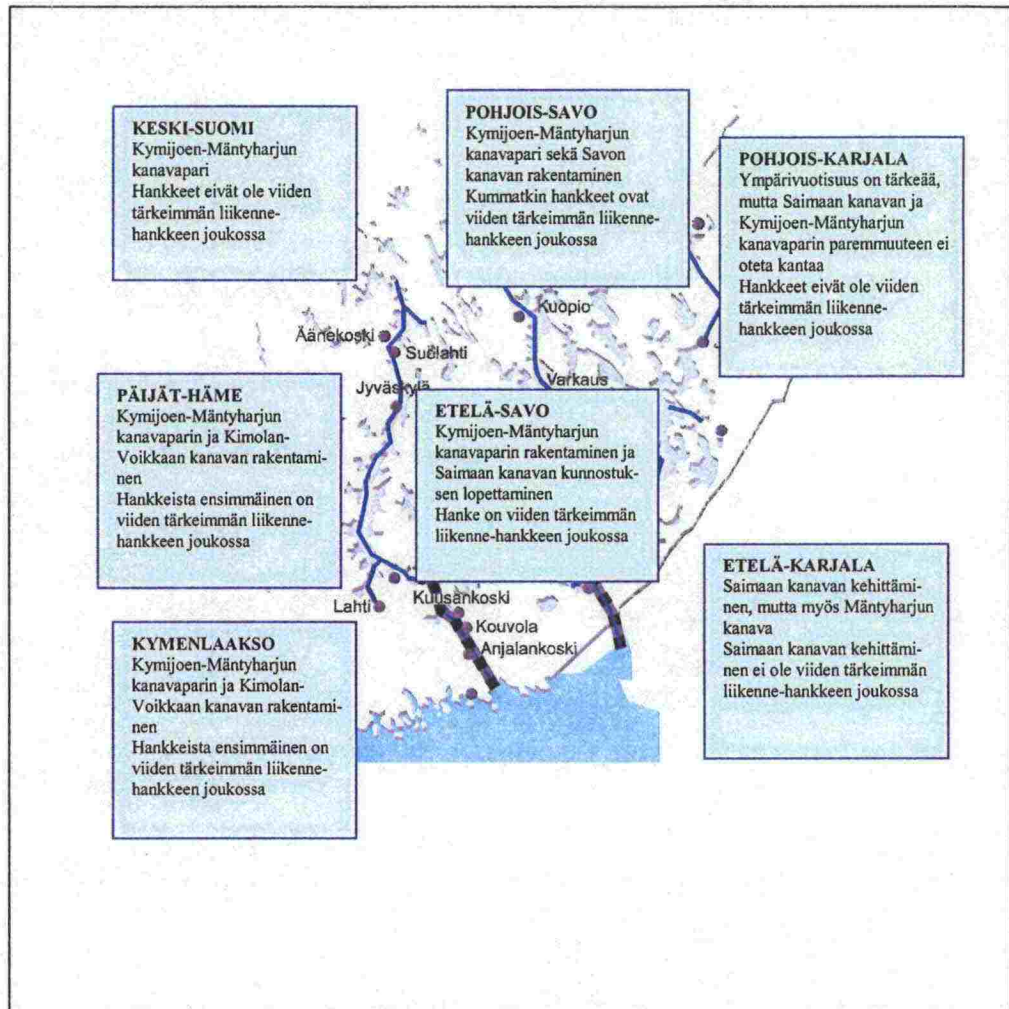 KESKI-SUOMI
Kymijoen-Mäntyharjun
kanavapari
Hankkeet eivät ole viiden
tärkeimmän liikenne-
hankkeen joukossa
POHJOIS-SAVO
Kymijoen-Mäntyharjun
kanavapari sekä Savon
kanavan rakentaminen
Kummatkin hankkeet ovat
viiden tärkeimmän liikenne-
hankkeen joukossa
POHJOIS-KARJALA
Ympärivuotisuus on tärkeää,
mutta Saimaan kanavan ja
Kymijoen-Mäntyharjun
kanavaparin paremmuuteen ei
oteta kantaa
Hankkeet eivät ole viiden
tärkeimmän liikenne-
hankkeen joukossa
Kuopio
Äänekoski
Suolahti
Varkaus
Jyväskylä
PÄIJÄT-HÄME
Kymijoen-Mäntyharjun
kanavaparin ja Kimolan-
Voikkaan kanavan rakentami-
nen
Hankkeista ensimmäinen on
viiden tärkeimmän liikenne-
hankkeen joukossa
ETELÄ-SAVO
Kymijoen-Mäntyharjun
kanavaparin rakentaminen ja
Saimaan kanavan kunnostuk-
sen lopettaminen
Hanke on viiden tärkeimmän
liikenne-hankkeen joukossa
ETELÄ-KARJALA
Saimaan kanavan kehittämi-
nen, mutta myös Mäntyharjun
kanava
Saimaan kanavan kehittämi-
nen ei ole viiden tärkeimmän
liikenne-hankkeen joukossa
Lahti
Kuusankoski
Kouvola
Anjalankoski
KYMENLAAKSO
Kymijoen-Mäntyharjun
kanavaparin ja Kimolan-
Voikkaan kanavan rakentami-
nen
Hankkeista ensimmäinen on
viiden tärkeimmän liikenne-
hankkeen joukossa